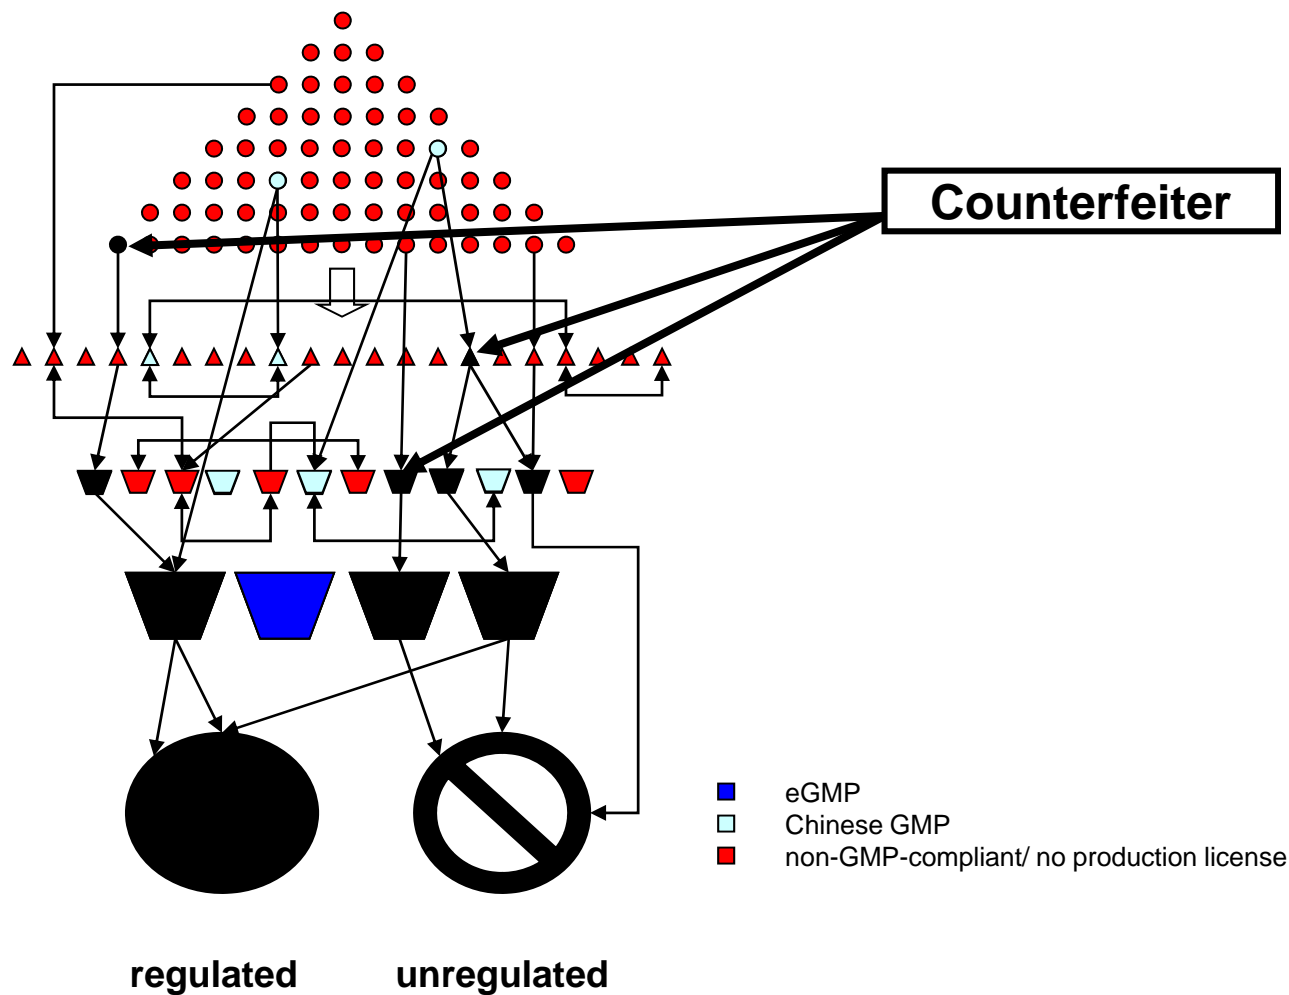 Counterfeiter
eGMP
Chinese GMP
non-GMP-compliant/ no production license
regulated unregulated